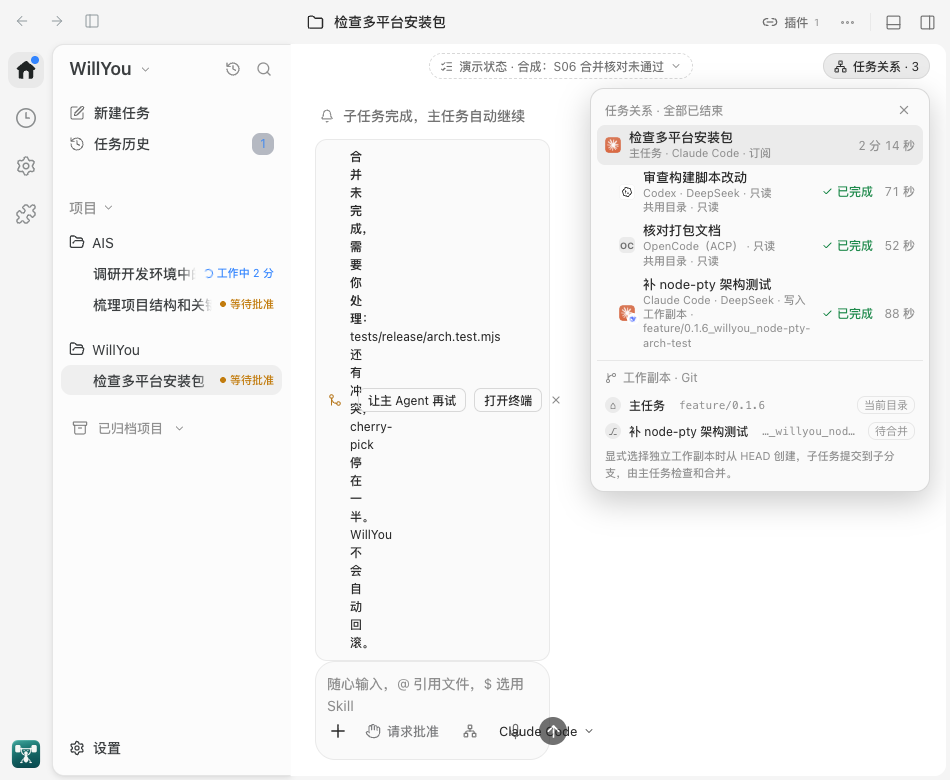 检查多平台安装包
插件 1
WillYou
新建任务
任务历史
1
项目
AIS
调研开发环境中
工作中 2 分
梳理项目结构和关
等待批准
WillYou
检查多平台安装包
等待批准
已归档项目
设置
演示状态 · 合成：S06 合并核对未通过
任务关系 · 3
子任务完成，主任务自动继续
合
并
未
完
成，
需
要
你
处
理：
tests/release/arch.test.mjs
还
有
冲
突，
cherry-
pick
停
在
一
半。
WillYou
不
会
自
动
回
滚。
让主 Agent 再试
打开终端
随心输入，@ 引用文件，$ 选用
Skill
请求批准
Claude Code
任务关系 · 全部已结束
检查多平台安装包
主任务 · Claude Code · 订阅
2 分 14 秒
审查构建脚本改动
Codex · DeepSeek · 只读
共用目录 · 只读
已完成
71 秒
OC
核对打包文档
OpenCode（ACP） · 只读
共用目录 · 只读
已完成
52 秒
补 node-pty 架构测试
Claude Code · DeepSeek · 写入
工作副本 ·
feature/0.1.6_willyou_node-pty-
arch-test
已完成
88 秒
工作副本 · Git
主任务
feature/0.1.6
当前目录
补 node-pty 架构测试
…_willyou_nod…
待合并
显式选择独立工作副本时从 HEAD 创建，子任务提交到子分
支，由主任务检查和合并。